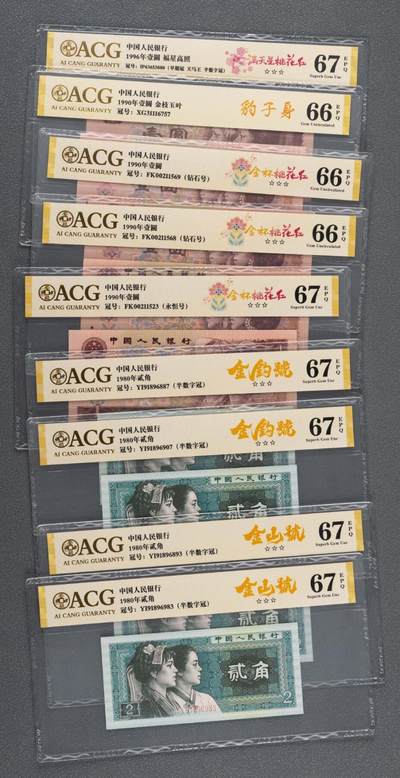 ACG
AI CANG GUARANTY
中国人民银行
1996年壹圆 福星高照
满天星桃花红
67 EPQ
Superb Gem Unc
ACG
AI CANG GUARANTY
中国人民银行
1990年壹圆 金枝玉叶
冠号: XG31116757
豹子身
66 EPQ
Gem Uncirculated
ACG
AI CANG GUARANTY
中国人民银行
1990年壹圆
冠号: FK00211569 (钻石号)
金杯桃花红
☆☆☆
66 EPQ
Gem Uncirculated
ACG
AI CANG GUARANTY
中国人民银行
1990年壹圆
冠号: FK00211568 (钻石号)
金杯桃花红
☆☆☆
66 EPQ
Gem Uncirculated
ACG
AI CANG GUARANTY
中国人民银行
1990年壹圆
冠号: FK00211523 (永恒号)
金杯桃花红
☆☆☆
67 EPQ
Superb Gem Unc
中国人民银行
ACG
AI CANG GUARANTY
中国人民银行
1980年贰角
冠号: YI91896887 (半数字冠)
金钩號
☆☆☆
67 EPQ
Superb Gem Unc
ACG
AI CANG GUARANTY
中国人民银行
1980年贰角
冠号: YI91896907 (半数字冠)
金钩號
☆☆☆
67 EPQ
Superb Gem Unc
中国人民银行
贰角
ACG
AI CANG GUARANTY
中国人民银行
1980年贰角
冠号: YI91896893 (半数字冠)
金山號
☆☆☆
67 EPQ
Superb Gem Unc
ACG
AI CANG GUARANTY
中国人民银行
1980年贰角
冠号: YI91896983 (半数字冠)
金山號
☆☆☆
67 EPQ
Superb Gem Unc
中国人民银行
贰角
2
2